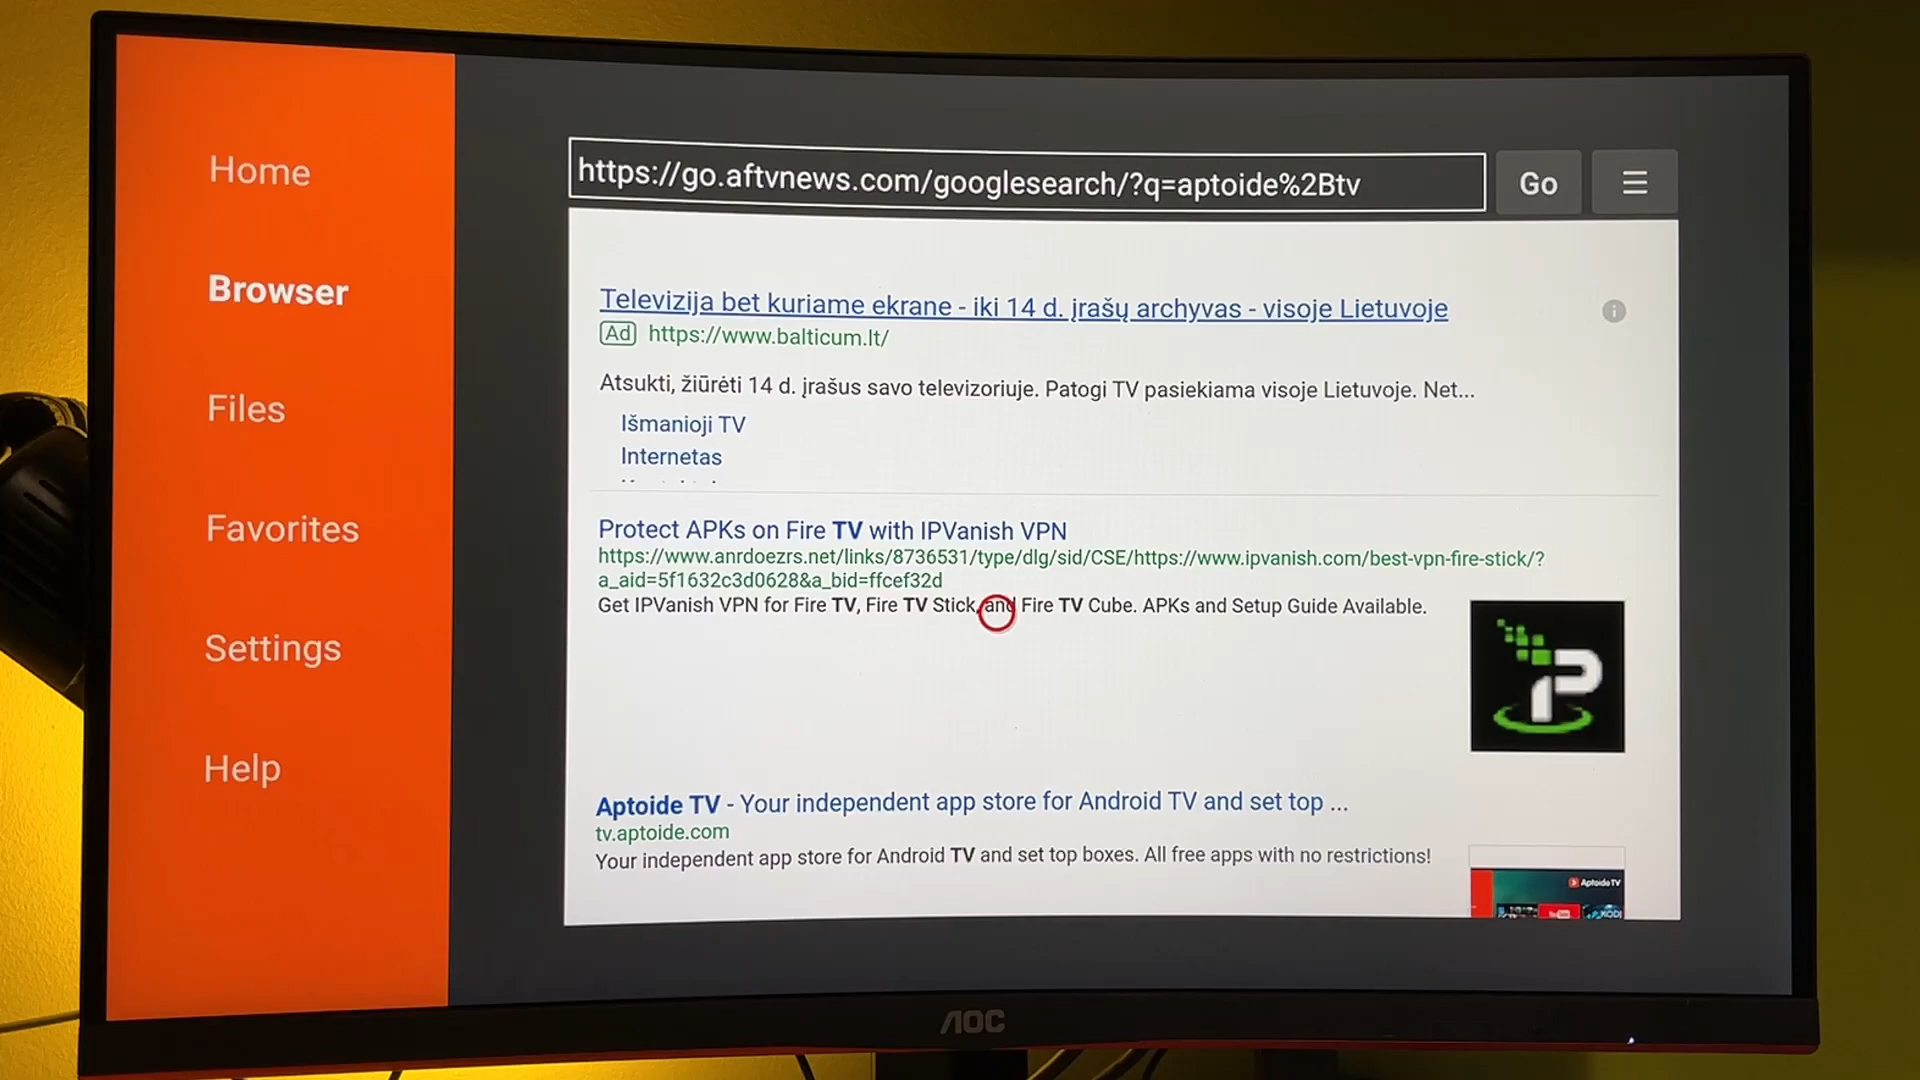 Home
Browser
Files
Favorites
Settings
Help
https://go.aftvnews.com/googlesearch/?q=aptoide%2Btv
Go
Televizija bet kuriame ekrane - iki 14 d. įrašų archyvas - visoje Lietuvoje
Ad https://www.balticum.lt/
Atsukti, žiūrėti 14 d. įrašus savo televizoriuje. Patogi TV pasiekiama visoje Lietuvoje. Net...
Išmanioji TV
Internetas
Protect APKs on Fire TV with IPVanish VPN
https://www.anrdoezrs.net/links/8736531/type/dlg/sid/CSE/https://www.ipvanish.com/best-vpn-fire-stick/?
a_aid=5f1632c3d0628&a_bid=ffcef32d
Get IPVanish VPN for Fire TV, Fire TV Stick, and Fire TV Cube. APKs and Setup Guide Available.
Aptoide TV - Your independent app store for Android TV and set top ...
tv.aptoide.com
Your independent app store for Android TV and set top boxes. All free apps with no restrictions!
Aptoide TV
KODI
AOC